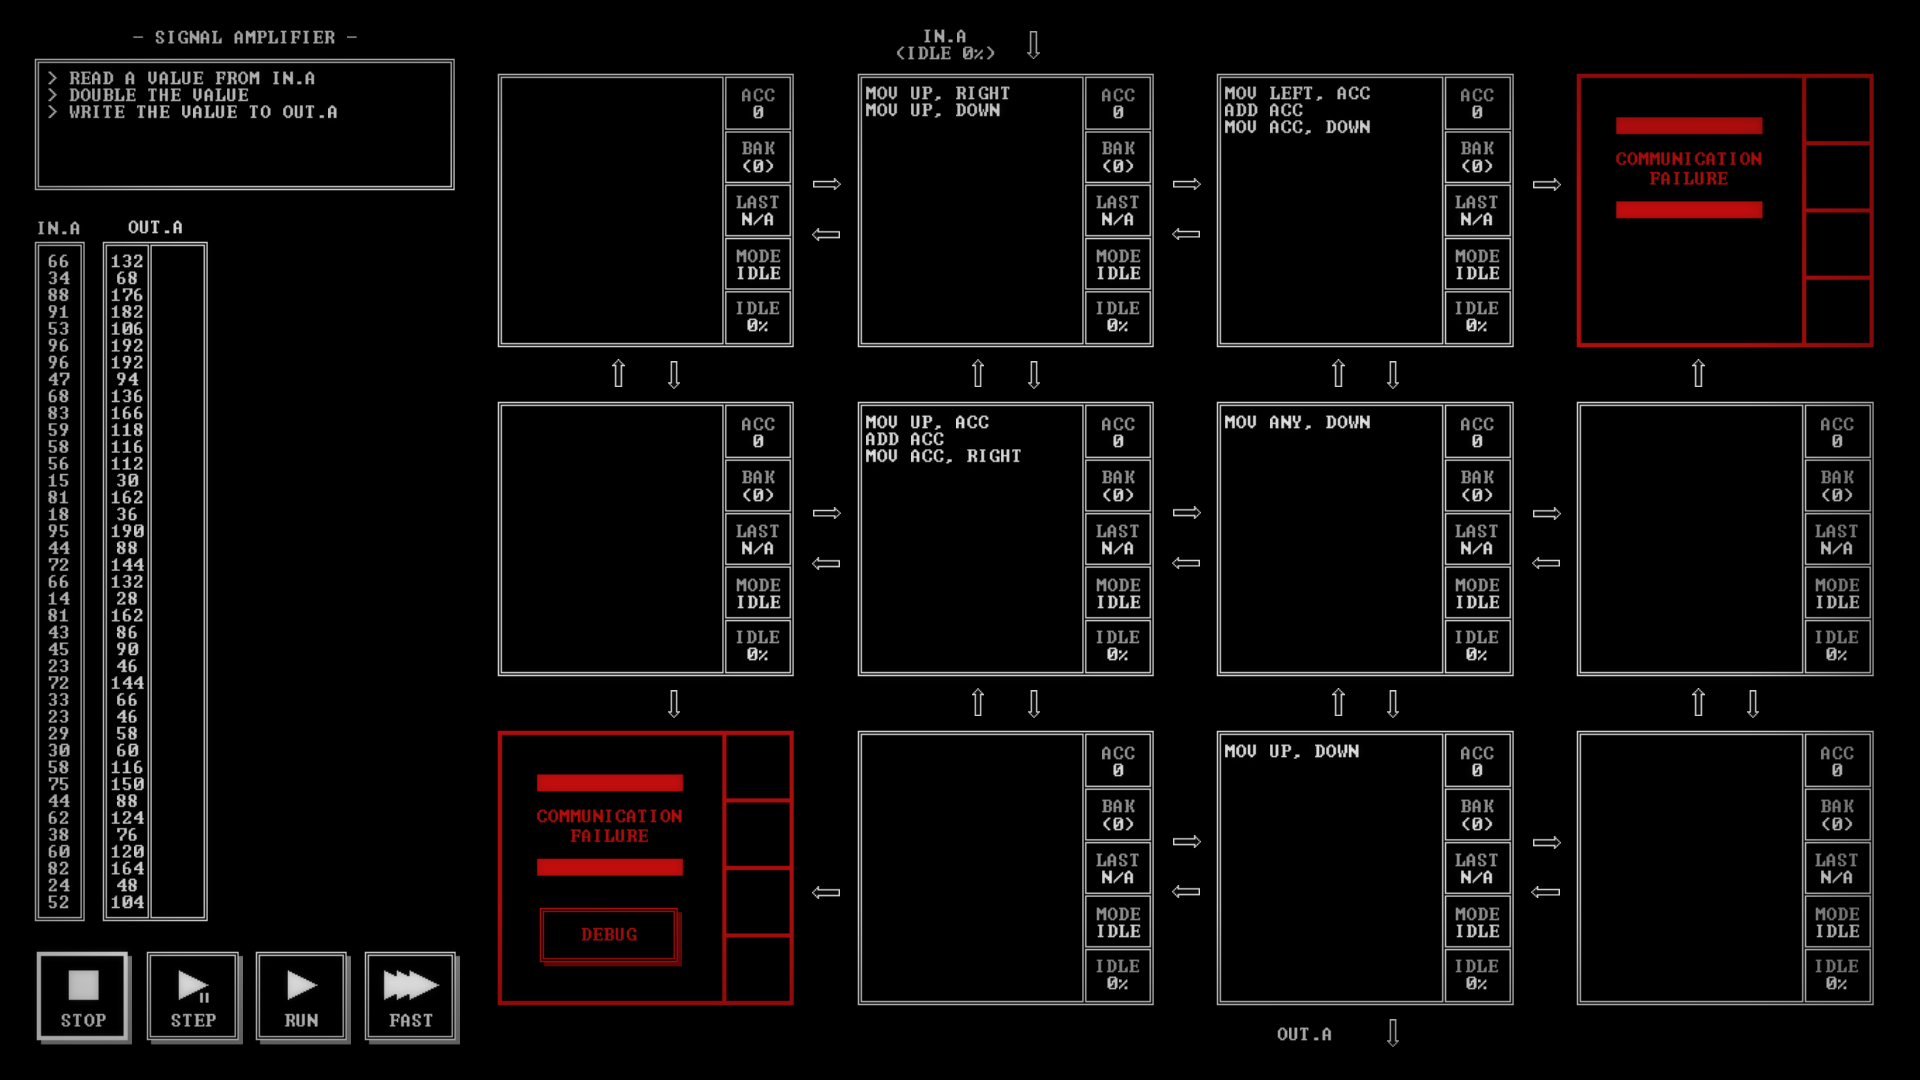 - SIGNAL AMPLIFIER -
> READ A VALUE FROM IN.A
> DOUBLE THE VALUE
> WRITE THE VALUE TO OUT.A
IN.A OUT.A
66 132
34 68
88 176
91 182
53 106
96 192
96 192
47 94
68 136
83 166
59 118
58 116
56 112
15 30
81 162
18 36
95 190
44 88
72 144
66 132
14 28
81 162
43 86
45 90
23 46
72 144
33 66
23 46
29 58
30 60
58 116
75 150
44 88
62 124
38 76
60 120
82 164
24 48
52 104
STOP
STEP
RUN
FAST
IN.A
(IDLE 0%)
ACC
0
BAK
(0)
LAST
N/A
MODE
IDLE
IDLE
0%
MOV UP, RIGHT
MOV UP, DOWN
ACC
0
BAK
(0)
LAST
N/A
MODE
IDLE
IDLE
0%
MOV LEFT, ACC
ADD ACC
MOV ACC, DOWN
ACC
0
BAK
(0)
LAST
N/A
MODE
IDLE
IDLE
0%
COMMUNICATION
FAILURE
ACC
0
BAK
(0)
LAST
N/A
MODE
IDLE
IDLE
0%
MOV UP, ACC
ADD ACC
MOV ACC, RIGHT
ACC
0
BAK
(0)
LAST
N/A
MODE
IDLE
IDLE
0%
MOV ANY, DOWN
ACC
0
BAK
(0)
LAST
N/A
MODE
IDLE
IDLE
0%
ACC
0
BAK
(0)
LAST
N/A
MODE
IDLE
IDLE
0%
COMMUNICATION
FAILURE
DEBUG
ACC
0
BAK
(0)
LAST
N/A
MODE
IDLE
IDLE
0%
MOV UP, DOWN
ACC
0
BAK
(0)
LAST
N/A
MODE
IDLE
IDLE
0%
ACC
0
BAK
(0)
LAST
N/A
MODE
IDLE
IDLE
0%
OUT.A